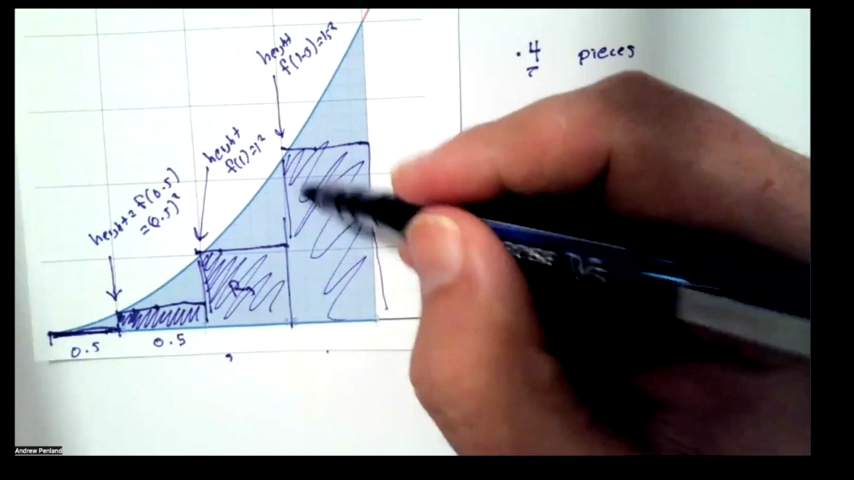 height
f(1.5)=1.5²
• 4 pieces
height
f(1)=1²
height = f(0.5)
= (0.5)²
0.5 0.5
Andrew Penland